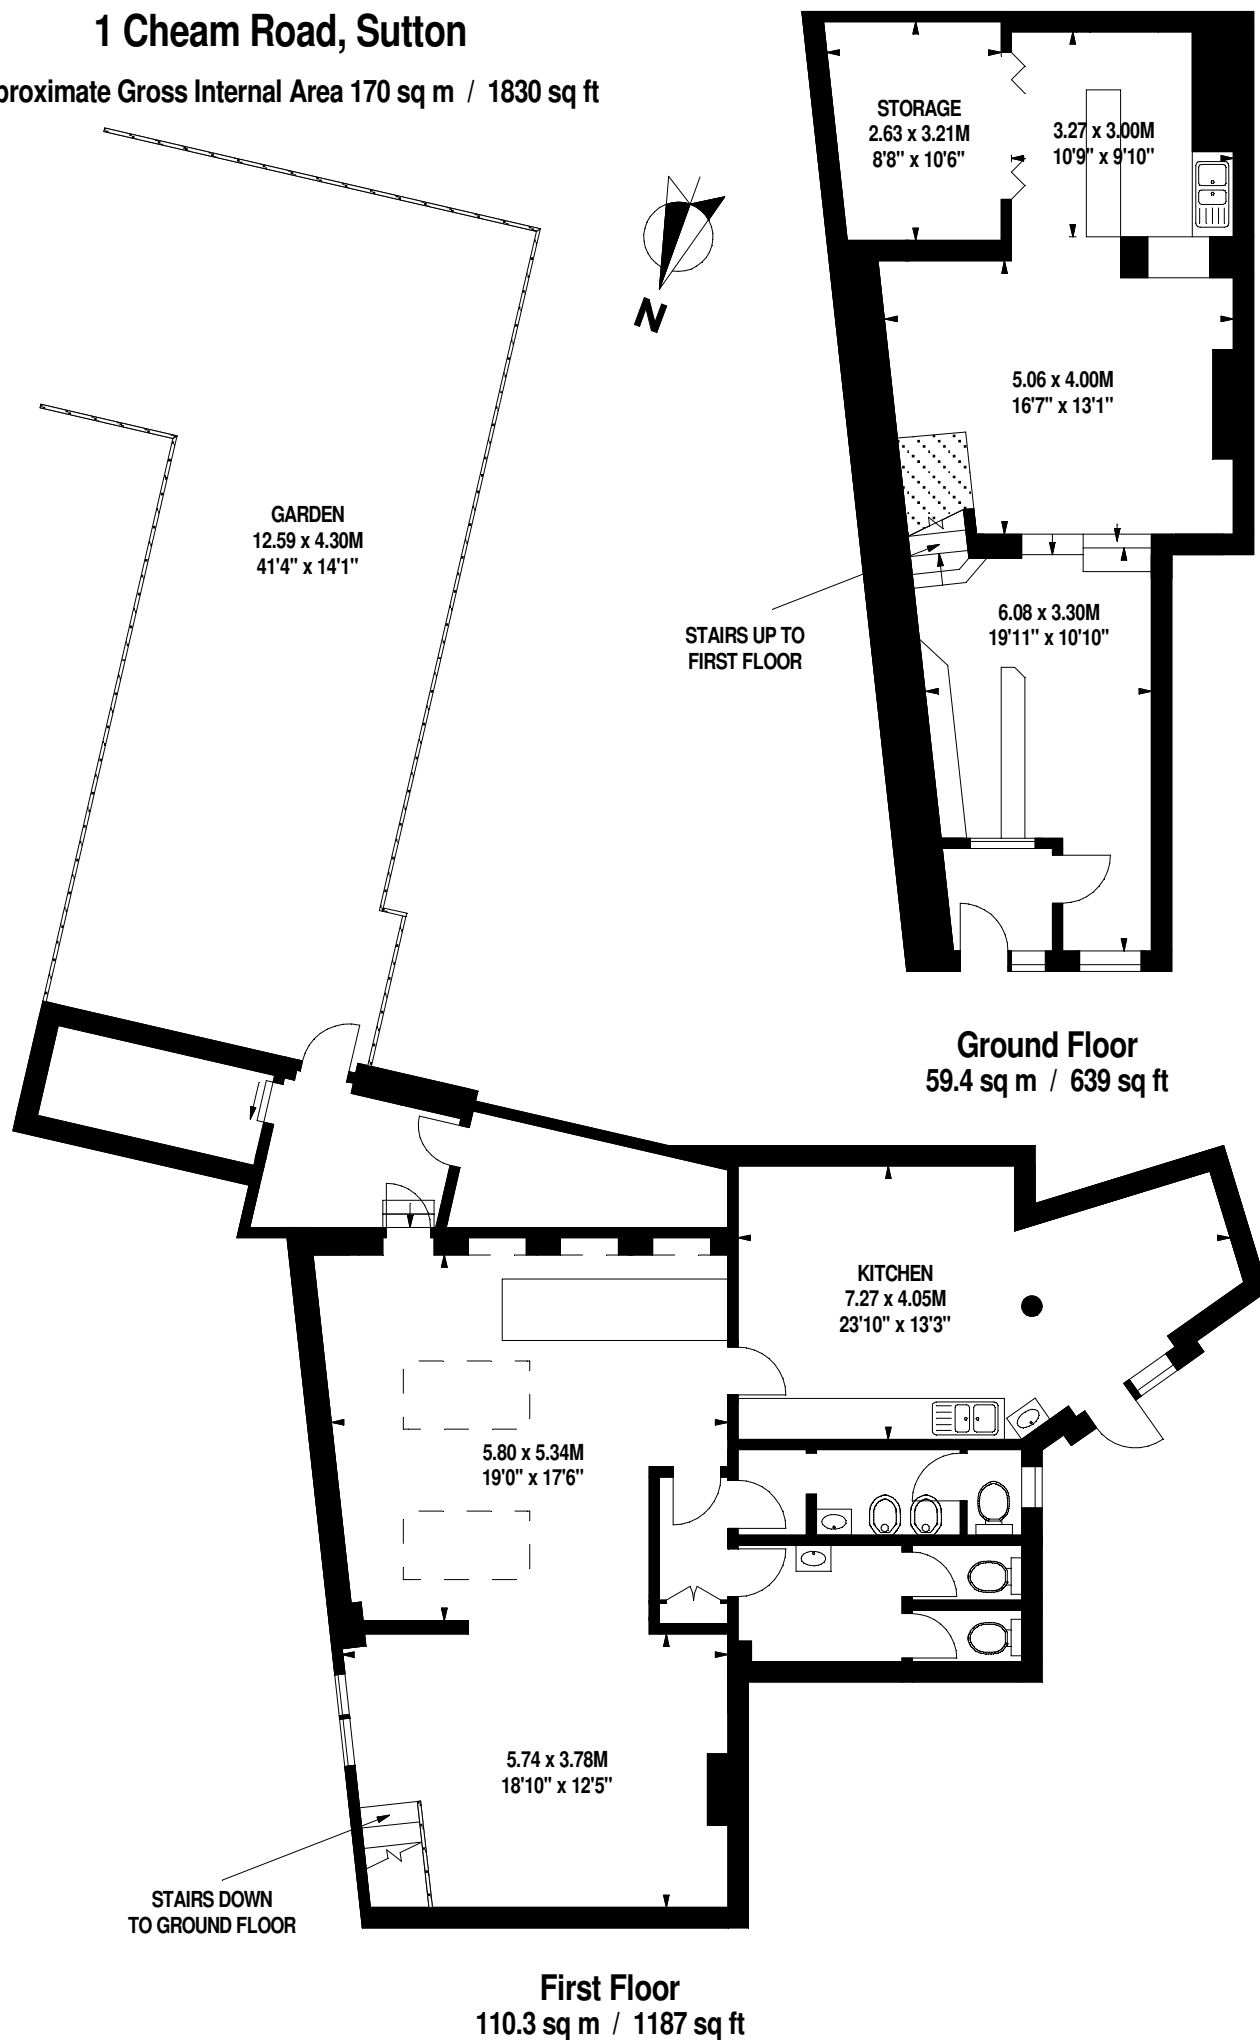 1 Cheam Road, Sutton
proximate Gross Internal Area 170 sq m / 1830 sq ft
STORAGE
2.63 x 3.21M
8'8" x 10'6"
3.27 x 3.00M
10'9" x 9'10"
N
5.06 x 4.00M
16'7" x 13'1"
GARDEN
12.59 x 4.30M
41'4" x 14'1"
STAIRS UP TO
FIRST FLOOR
6.08 x 3.30M
19'11" x 10'10"
Ground Floor
59.4 sq m / 639 sq ft
KITCHEN
7.27 x 4.05M
23'10" x 13'3"
5.80 x 5.34M
19'0" x 17'6"
5.74 x 3.78M
18'10" x 12'5"
STAIRS DOWN
TO GROUND FLOOR
First Floor
110.3 sq m / 1187 sq ft